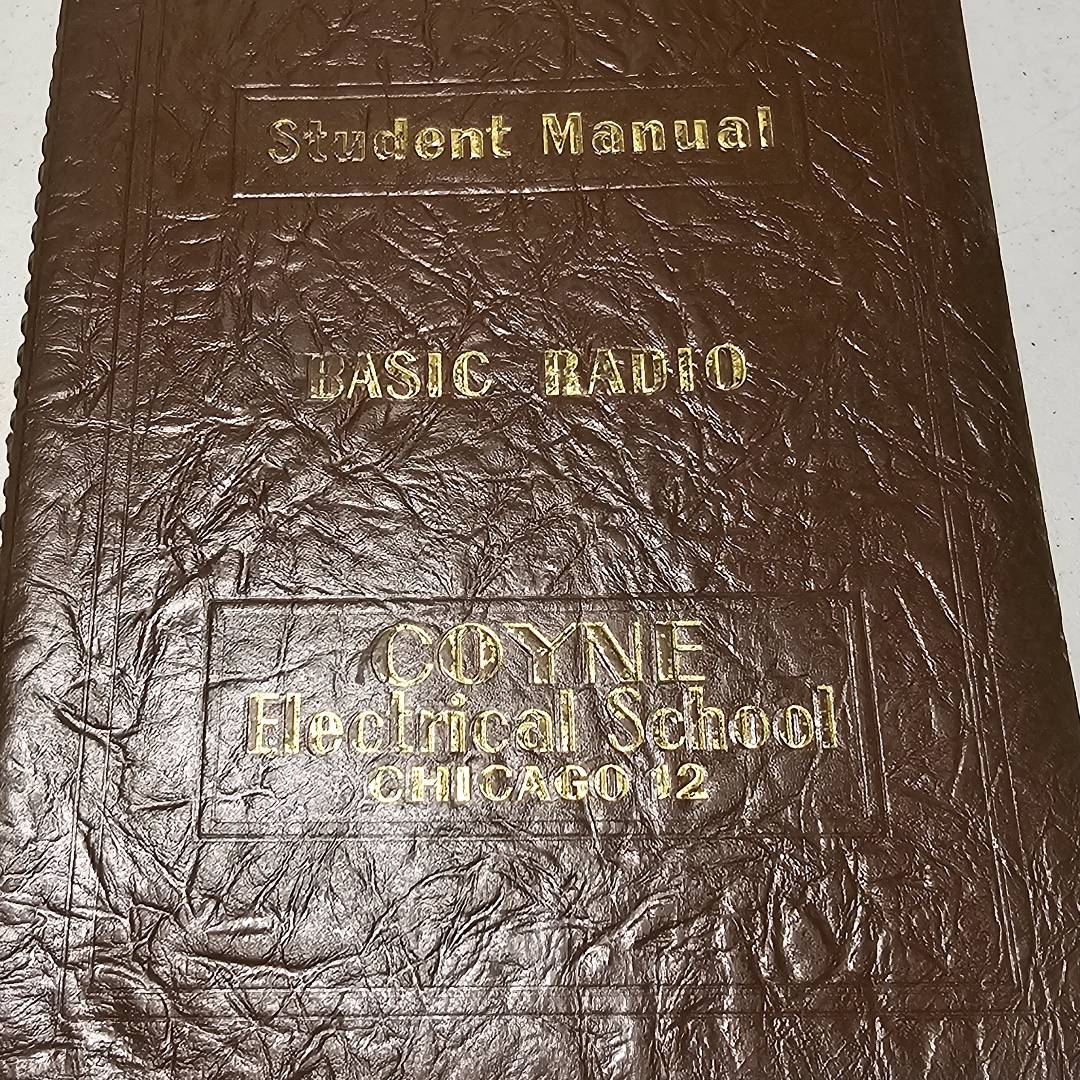 Student Manual
BASIC RADIO
COYNE
Electrical School
CHICAGO 12